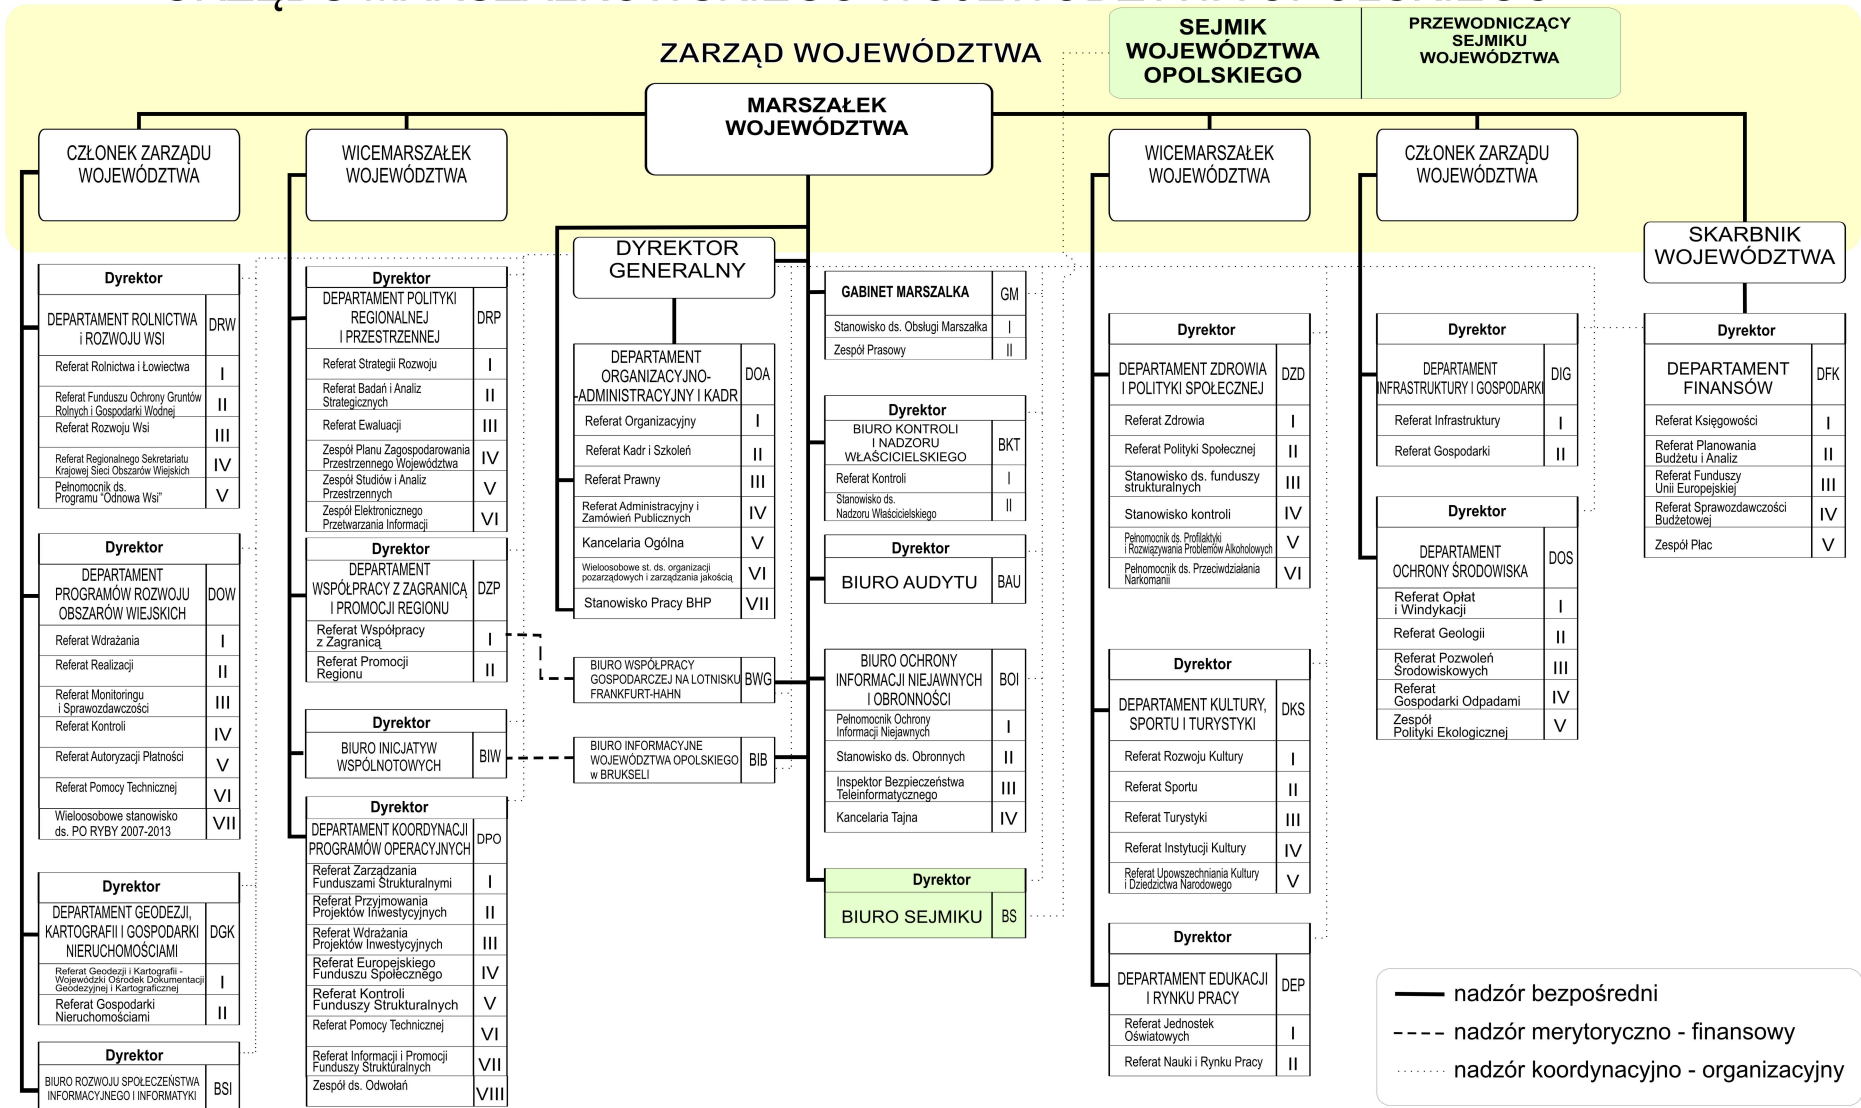 ZARZĄD WOJEWÓDZTWA
SEJMIK
WOJEWÓDZTWA
OPOLSKIEGO
PRZEWODNICZĄCY
SEJMIKU
WOJEWÓDZTWA
MARSZAŁEK
WOJEWÓDZTWA
CZŁONEK ZARZĄDU
WOJEWÓDZTWA
WICEMARSZAŁEK
WOJEWÓDZTWA
WICEMARSZAŁEK
WOJEWÓDZTWA
CZŁONEK ZARZĄDU
WOJEWÓDZTWA
SKARBNIK
WOJEWÓDZTWA
DYREKTOR
GENERALNY
Dyrektor
DEPARTAMENT ROLNICTWA
i ROZWOJU WSI
DRW
Referat Rolnictwa i Łowiectwa
I
Referat Funduszu Ochrony Gruntów
Rolnych i Gospodarki Wodnej
II
Referat Rozwoju Wsi
III
Referat Regionalnego Sekretariatu
Krajowej Sieci Obszarów Wiejskich
IV
Pełnomocnik ds.
Programu "Odnowa Wsi"
V
Dyrektor
DEPARTAMENT
PROGRAMÓW ROZWOJU
OBSZARÓW WIEJSKICH
DOW
Referat Wdrażania
I
Referat Realizacji
II
Referat Monitoringu
i Sprawozdawczości
III
Referat Kontroli
IV
Referat Autoryzacji Płatności
V
Referat Pomocy Technicznej
VI
Wieloosobowe stanowisko
ds. PO RYBY 2007-2013
VII
Dyrektor
DEPARTAMENT GEODEZJI,
KARTOGRAFII I GOSPODARKI
NIERUCHOMOŚCIAMI
DGK
Referat Geodezji i Kartografii -
Wojewódzki Ośrodek Dokumentacji
Geodezyjnej i Kartograficznej
I
Referat Gospodarki
Nieruchomościami
II
Dyrektor
BIURO ROZWOJU SPOŁECZEŃSTWA
INFORMACYJNEGO I INFORMATYKI
BSI
Dyrektor
DEPARTAMENT POLITYKI
REGIONALNEJ
I PRZESTRZENNEJ
DRP
Referat Strategii Rozwoju
I
Referat Badań i Analiz
Strategicznych
II
Referat Ewaluacji
III
Zespół Planu Zagospodarowania
Przestrzennego Województwa
IV
Zespół Studiów i Analiz
Przestrzennych
V
Zespół Elektronicznego
Przetwarzania Informacji
VI
Dyrektor
DEPARTAMENT
WSPÓŁPRACY Z ZAGRANICĄ
I PROMOCJI REGIONU
DZP
Referat Współpracy
z Zagranicą
I
Referat Promocji
Regionu
II
Dyrektor
BIURO INICJATYW
WSPÓLNOTOWYCH
BIW
Dyrektor
DEPARTAMENT KOORDYNACJI
PROGRAMÓW OPERACYJNYCH
DPO
Referat Zarządzania
Funduszami Strukturalnymi
I
Referat Przyjmowania
Projektów Inwestycyjnych
II
Referat Wdrażania
Projektów Inwestycyjnych
III
Referat Europejskiego
Funduszu Społecznego
IV
Referat Kontroli
Funduszy Strukturalnych
V
Referat Pomocy Technicznej
VI
Referat Informacji i Promocji
Funduszy Strukturalnych
VII
Zespół ds. Odwołań
VIII
DEPARTAMENT
ORGANIZACYJNO-
-ADMINISTRACYJNY I KADR
DOA
Referat Organizacyjny
I
Referat Kadr i Szkoleń
II
Referat Prawny
III
Referat Administracyjny i
Zamówień Publicznych
IV
Kancelaria Ogólna
V
Wieloosobowe st. ds. organizacji
pozarządowych i zarządzania jakością
VI
Stanowisko Pracy BHP
VII
BIURO WSPÓŁPRACY
GOSPODARCZEJ NA LOTNISKU
FRANKFURT-HAHN
BWG
BIURO INFORMACYJNE
WOJEWÓDZTWA OPOLSKIEGO
w BRUKSELI
BIB
GABINET MARSZALKA
GM
Stanowisko ds. Obsługi Marszałka
I
Zespół Prasowy
II
Dyrektor
BIURO KONTROLI
I NADZORU
WŁAŚCICIELSKIEGO
BKT
Referat Kontroli
I
Stanowisko ds.
Nadzoru Właścicielskiego
II
Dyrektor
BIURO AUDYTU
BAU
BIURO OCHRONY
INFORMACJI NIEJAWNYCH
I OBRONNOŚCI
BOI
Pełnomocnik Ochrony
Informacji Niejawnych
I
Stanowisko ds. Obronnych
II
Inspektor Bezpieczeństwa
Teleinformatycznego
III
Kancelaria Tajna
IV
Dyrektor
BIURO SEJMIKU
BS
Dyrektor
DEPARTAMENT ZDROWIA
I POLITYKI SPOŁECZNEJ
DZD
Referat Zdrowia
I
Referat Polityki Społecznej
II
Stanowisko ds. funduszy
strukturalnych
III
Stanowisko kontroli
IV
Pełnomocnik ds. Profilaktyki
i Rozwiązywania Problemów Alkoholowych
V
Pełnomocnik ds. Przeciwdziałania
Narkomanii
VI
Dyrektor
DEPARTAMENT KULTURY,
SPORTU I TURYSTYKI
DKS
Referat Rozwoju Kultury
I
Referat Sportu
II
Referat Turystyki
III
Referat Instytucji Kultury
IV
Referat Upowszechniania Kultury
i Dziedzictwa Narodowego
V
Dyrektor
DEPARTAMENT EDUKACJI
I RYNKU PRACY
DEP
Referat Jednostek
Oświatowych
I
Referat Nauki i Rynku Pracy
II
Dyrektor
DEPARTAMENT
INFRASTRUKTURY I GOSPODARKI
DIG
Referat Infrastruktury
I
Referat Gospodarki
II
Dyrektor
DEPARTAMENT
OCHRONY ŚRODOWISKA
DOS
Referat Opłat
i Windykacji
I
Referat Geologii
II
Referat Pozwoleń
Środowiskowych
III
Referat
Gospodarki Odpadami
IV
Zespół
Polityki Ekologicznej
V
Dyrektor
DEPARTAMENT
FINANSÓW
DFK
Referat Księgowości
I
Referat Planowania
Budżetu i Analiz
II
Referat Funduszy
Unii Europejskiej
III
Referat Sprawozdawczości
Budżetowej
IV
Zespół Płac
V
nadzór bezpośredni
nadzór merytoryczno - finansowy
nadzór koordynacyjno - organizacyjny